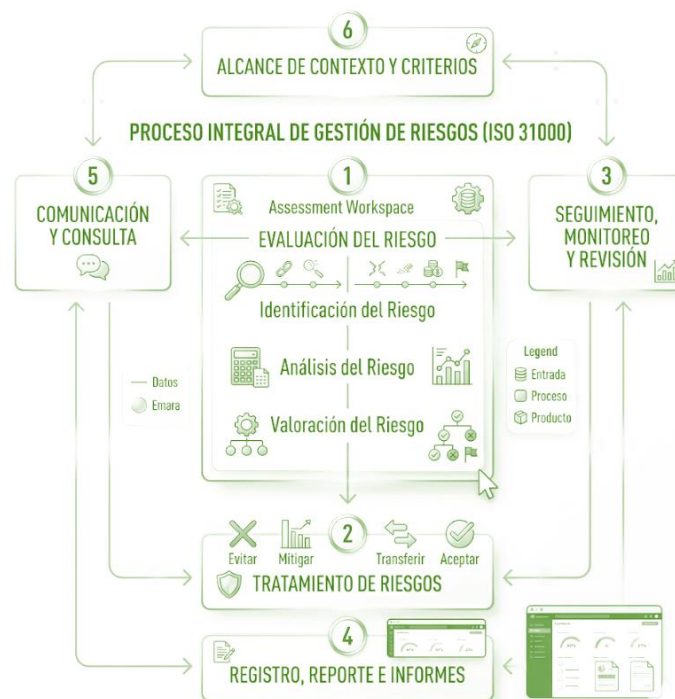 6
ALCANCE DE CONTEXTO Y CRITERIOS
PROCESO INTEGRAL DE GESTIÓN DE RIESGOS (ISO 31000)
5
COMUNICACIÓN
Y CONSULTA
1
Assessment Workspace
EVALUACIÓN DEL RIESGO
Identificación del Riesgo
Análisis del Riesgo
Valoración del Riesgo
3
SEGUIMIENTO,
MONITOREO
Y REVISIÓN
Datos
Emara
Legend
Entrada
Proceso
Producto
2
Evitar
Mitigar
Transferir
Aceptar
TRATAMIENTO DE RIESGOS
4
REGISTRO, REPORTE E INFORMES